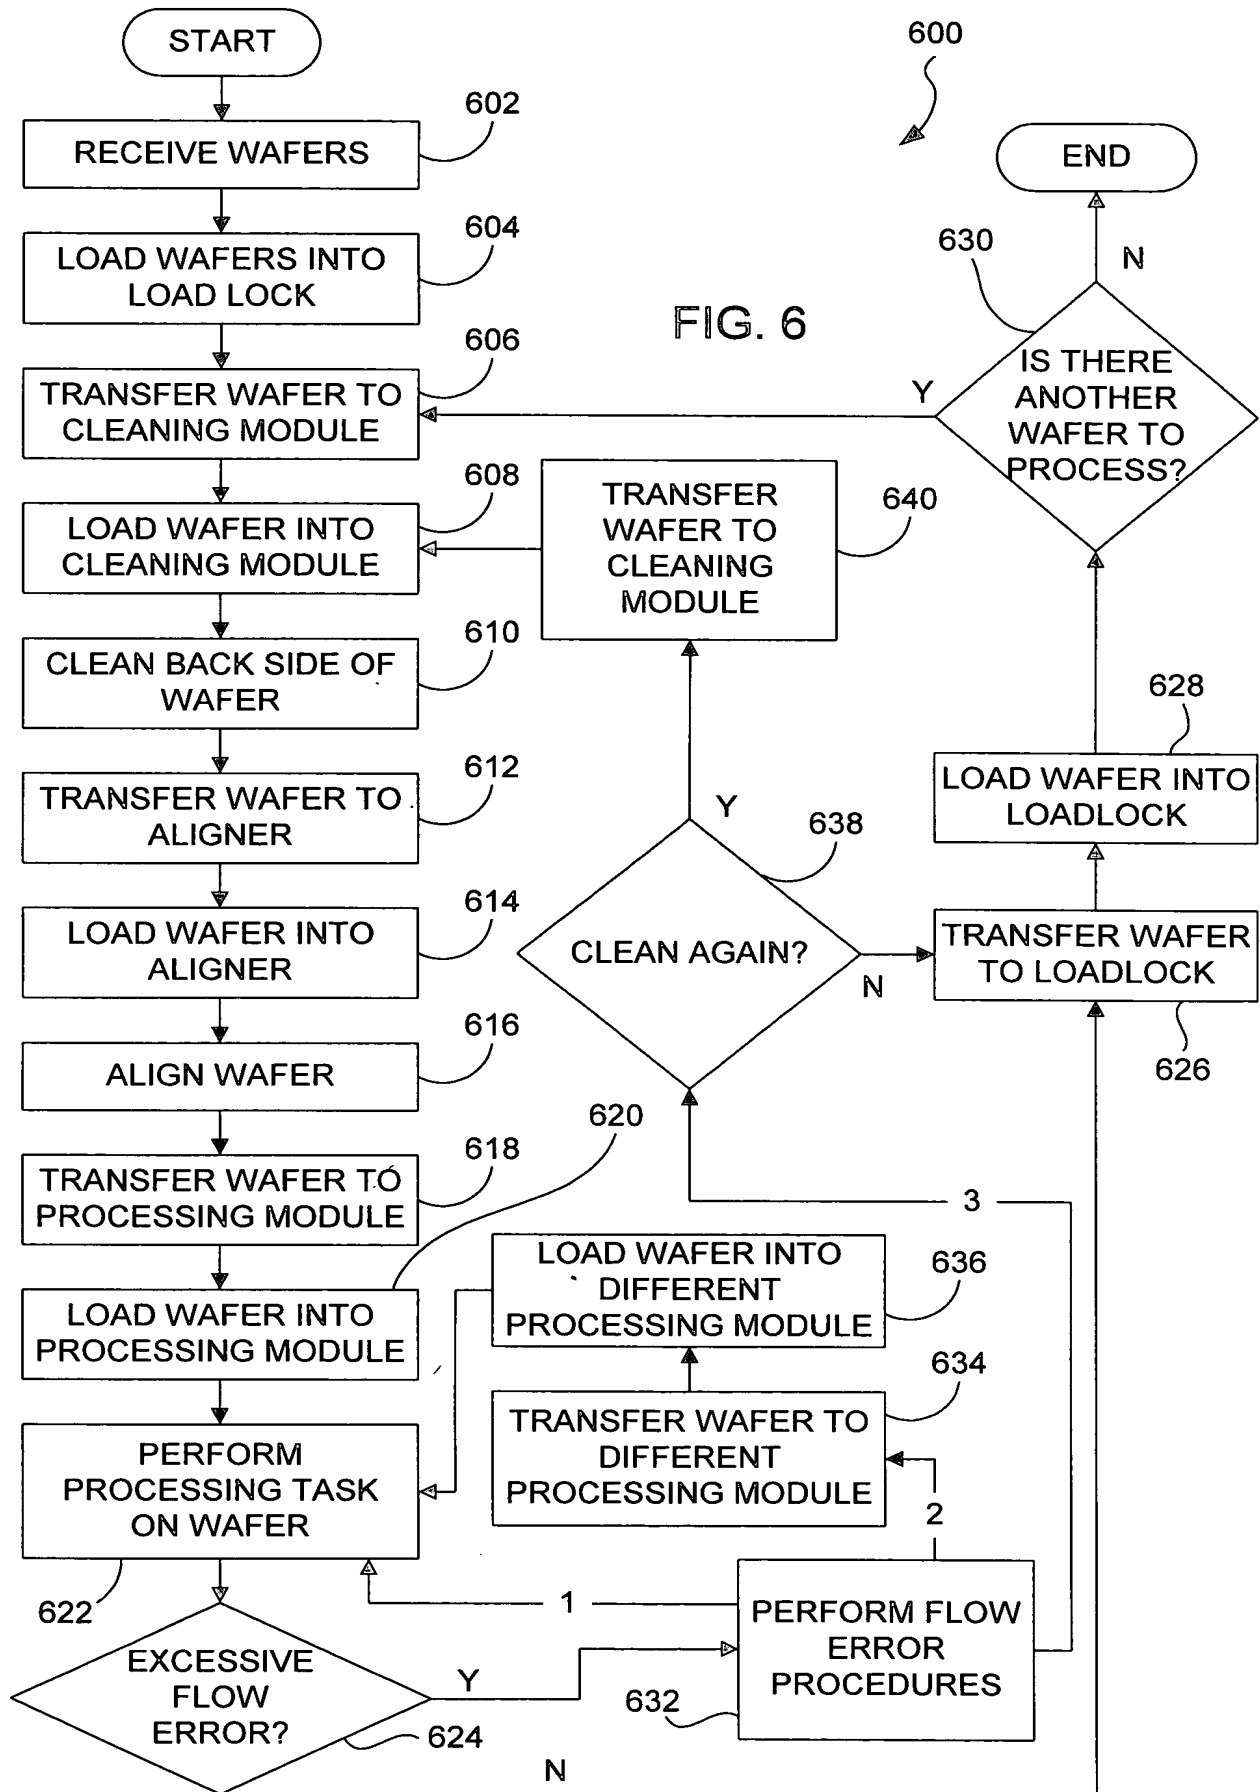 START
600
602
RECEIVE WAFERS
END
604
LOAD WAFERS INTO
LOAD LOCK
630
N
FIG. 6
606
TRANSFER WAFER TO
CLEANING MODULE
Y
IS THERE
ANOTHER
WAFER TO
PROCESS?
608
LOAD WAFER INTO
CLEANING MODULE
TRANSFER
WAFER TO
CLEANING
MODULE
640
610
CLEAN BACK SIDE OF
WAFER
628
LOAD WAFER INTO
LOADLOCK
612
TRANSFER WAFER TO
ALIGNER
Y
638
614
LOAD WAFER INTO
ALIGNER
CLEAN AGAIN?
N
TRANSFER WAFER
TO LOADLOCK
626
616
ALIGN WAFER
620
618
TRANSFER WAFER TO
PROCESSING MODULE
3
LOAD WAFER INTO
DIFFERENT
PROCESSING MODULE
636
LOAD WAFER INTO
PROCESSING MODULE
634
TRANSFER WAFER TO
DIFFERENT
PROCESSING MODULE
PERFORM
PROCESSING TASK
ON WAFER
2
622
1
PERFORM FLOW
ERROR
PROCEDURES
632
EXCESSIVE
FLOW
ERROR?
Y
624
N